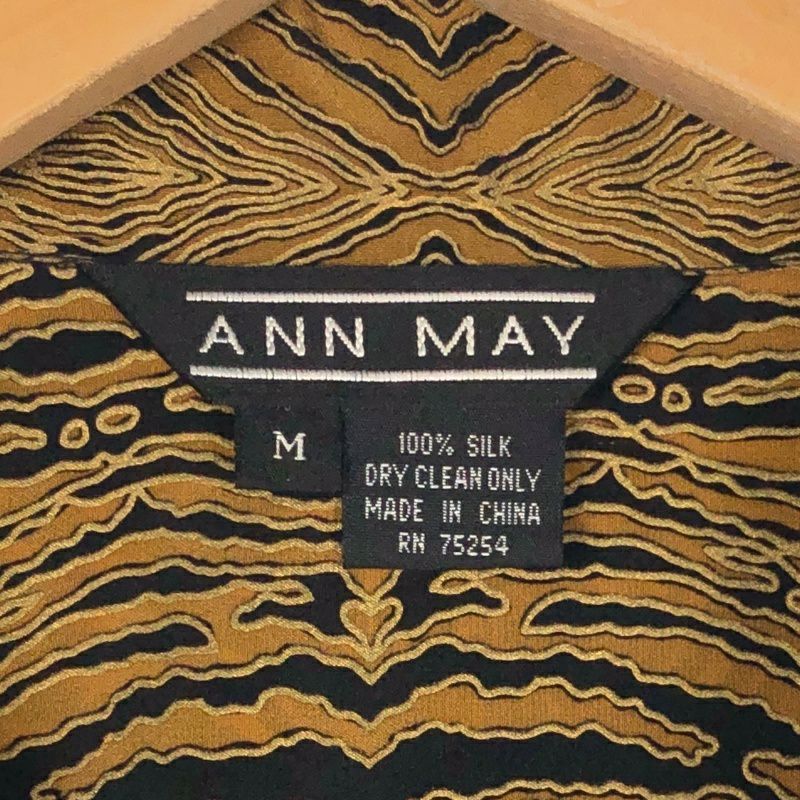 ANN MAY
M
100% SILK
DRY CLEAN ONLY
MADE IN CHINA
RN 75254